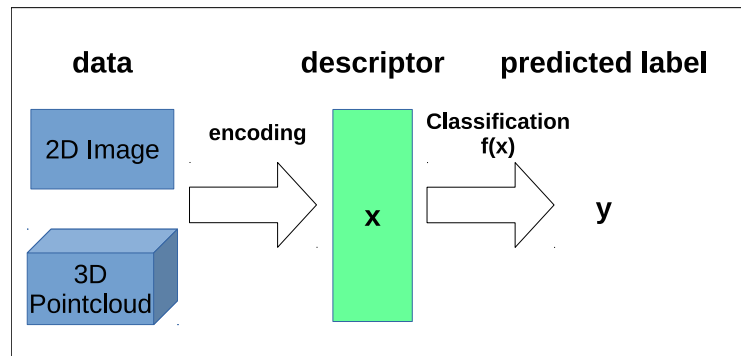 data
descriptor
predicted label
2D Image
encoding
Classification
f(x)
x
y
3D
Pointcloud